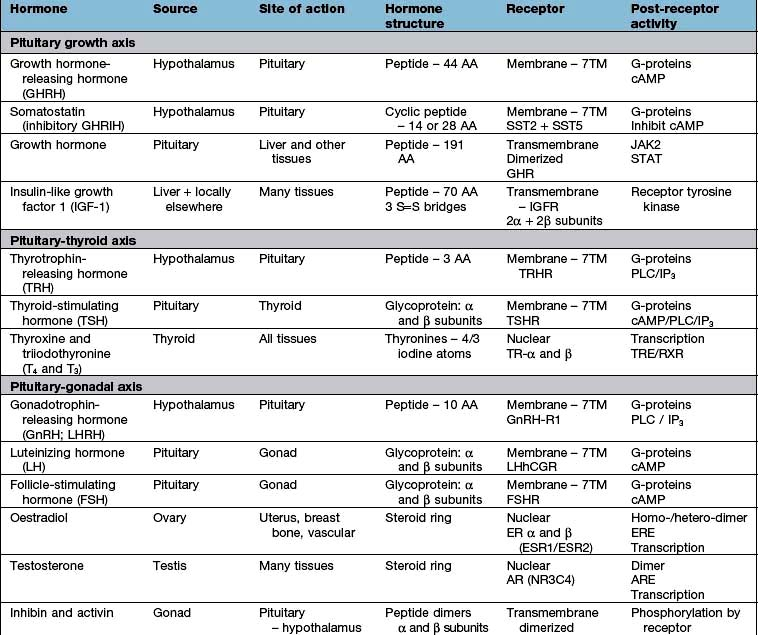 Hormone Source Site of action Hormone structure Receptor Post-receptor activity
Pituitary growth axis
Growth hormone-releasing hormone (GHRH) Hypothalamus Pituitary Peptide – 44 AA Membrane – 7TM G-proteins cAMP
Somatostatin (inhibitory GHRIH) Hypothalamus Pituitary Cyclic peptide – 14 or 28 AA Membrane – 7TM SST2 + SST5 G-proteins Inhibit cAMP
Growth hormone Pituitary Liver and other tissues Peptide – 191 AA Transmembrane Dimerized GHR JAK2 STAT
Insulin-like growth factor 1 (IGF-1) Liver + locally elsewhere Many tissues Peptide – 70 AA 3 S=S bridges Transmembrane – IGFR 2α + 2β subunits Receptor tyrosine kinase
Pituitary-thyroid axis
Thyrotrophin-releasing hormone (TRH) Hypothalamus Pituitary Peptide – 3 AA Membrane – 7TM TRHR G-proteins PLC/IP₃
Thyroid-stimulating hormone (TSH) Pituitary Thyroid Glycoprotein: α and β subunits Membrane – 7TM TSHR G-proteins cAMP/PLC/IP₃
Thyroxine and triiodothyronine (T₄ and T₃) Thyroid All tissues Thyronines – 4/3 iodine atoms Nuclear TR-α and β Transcription TRE/RXR
Pituitary-gonadal axis
Gonadotrophin-releasing hormone (GnRH; LHRH) Hypothalamus Pituitary Peptide – 10 AA Membrane – 7TM GnRH-R1 G-proteins PLC / IP₃
Luteinizing hormone (LH) Pituitary Gonad Glycoprotein: α and β subunits Membrane – 7TM LHhCGR G-proteins cAMP
Follicle-stimulating hormone (FSH) Pituitary Gonad Glycoprotein: α and β subunits Membrane – 7TM FSHR G-proteins cAMP
Oestradiol Ovary Uterus, breast bone, vascular Steroid ring Nuclear ER α and β (ESR1/ESR2) Homo-/hetero-dimer ERE Transcription
Testosterone Testis Many tissues Steroid ring Nuclear AR (NR3C4) Dimer ARE Transcription
Inhibin and activin Gonad Pituitary – hypothalamus Peptide dimers α and β subunits Transmembrane dimerized Phosphorylation by receptor